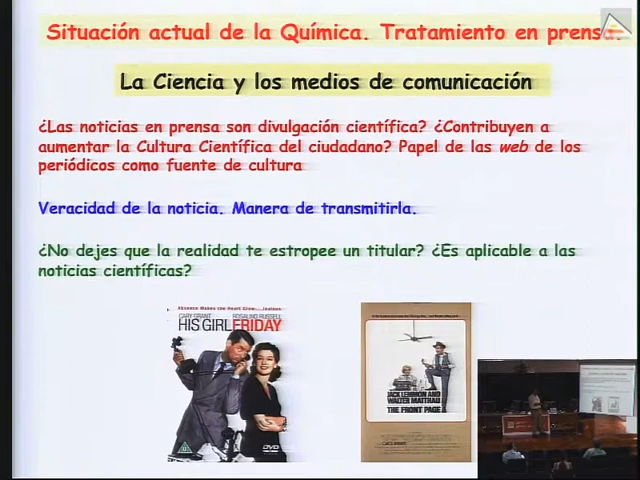 Situación actual de la Química. Tratamiento en prensa.
La Ciencia y los medios de comunicación
¿Las noticias en prensa son divulgación científica? ¿Contribuyen a
aumentar la Cultura Científica del ciudadano? Papel de las web de los
periódicos como fuente de cultura
Veracidad de la noticia. Manera de transmitirla.
¿No dejes que la realidad te estropee un titular? ¿Es aplicable a las
noticias científicas?
CARY GRANT ROSALIND RUSSELL
HIS GIRL FRIDAY
DVD
JACK LEMMON AND
WALTER MATTHAU
THE FRONT PAGE